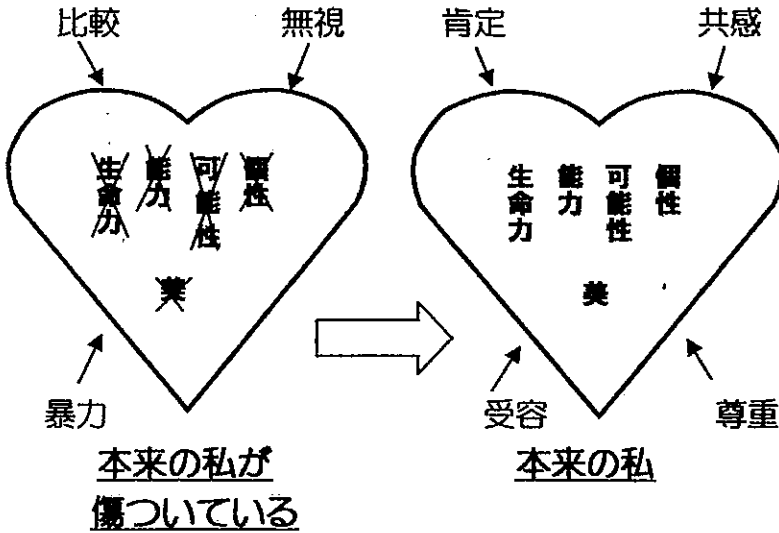 比較
無視
生命力
能力
可能性
個性
美
暴力
本来の私が
傷ついている
肯定
共感
生命力
能力
可能性
個性
美
受容
尊重
本来の私